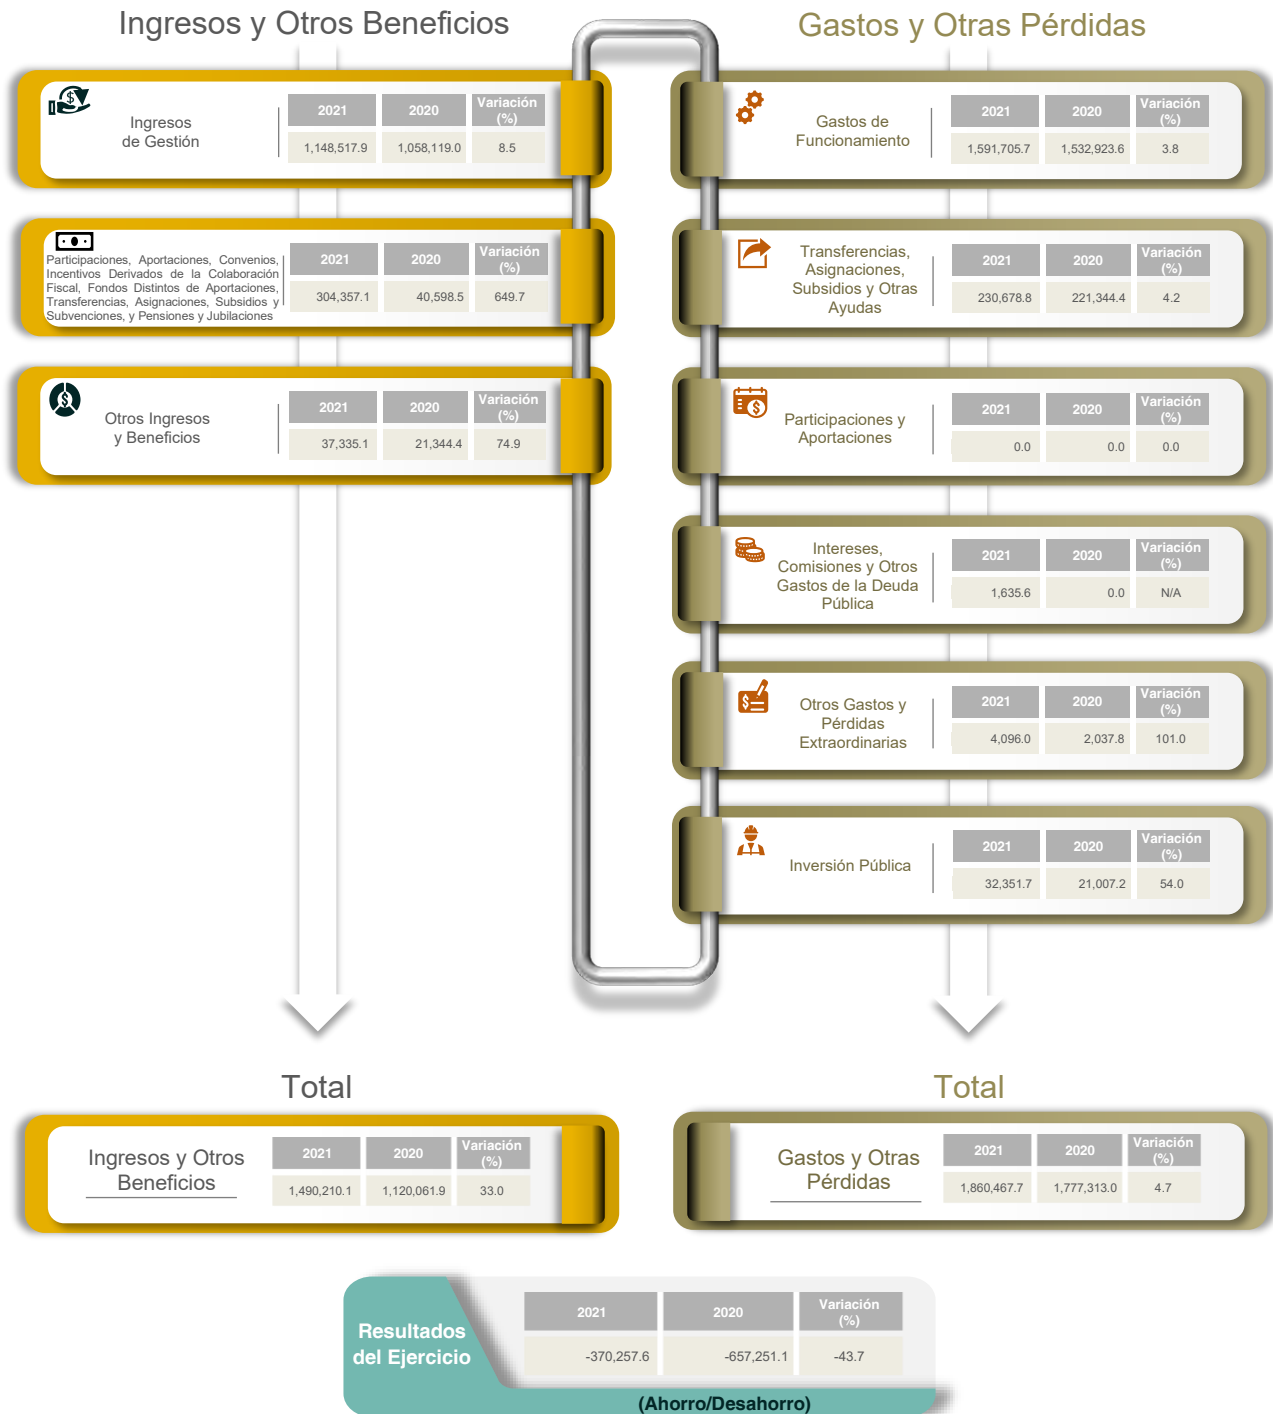 Ingresos y Otros Beneficios
Ingresos
de Gestión
2021 2020 Variación (%)
1,148,517.9 1,058,119.0 8.5
Participaciones, Aportaciones, Convenios,
Incentivos Derivados de la Colaboración
Fiscal, Fondos Distintos de Aportaciones,
Transferencias, Asignaciones, Subsidios y
Subvenciones, y Pensiones y Jubilaciones
2021 2020 Variación (%)
304,357.1 40,598.5 649.7
Otros Ingresos
y Beneficios
2021 2020 Variación (%)
37,335.1 21,344.4 74.9
Gastos y Otras Pérdidas
Gastos de
Funcionamiento
2021 2020 Variación (%)
1,591,705.7 1,532,923.6 3.8
Transferencias,
Asignaciones,
Subsidios y Otras
Ayudas
2021 2020 Variación (%)
230,678.8 221,344.4 4.2
Participaciones y
Aportaciones
2021 2020 Variación (%)
0.0 0.0 0.0
Intereses,
Comisiones y Otros
Gastos de la Deuda
Pública
2021 2020 Variación (%)
1,635.6 0.0 N/A
Otros Gastos y
Pérdidas
Extraordinarias
2021 2020 Variación (%)
4,096.0 2,037.8 101.0
Inversión Pública
2021 2020 Variación (%)
32,351.7 21,007.2 54.0
Total
Ingresos y Otros
Beneficios
2021 2020 Variación (%)
1,490,210.1 1,120,061.9 33.0
Total
Gastos y Otras
Pérdidas
2021 2020 Variación (%)
1,860,467.7 1,777,313.0 4.7
Resultados
del Ejercicio
2021 2020 Variación (%)
-370,257.6 -657,251.1 -43.7
(Ahorro/Desahorro)